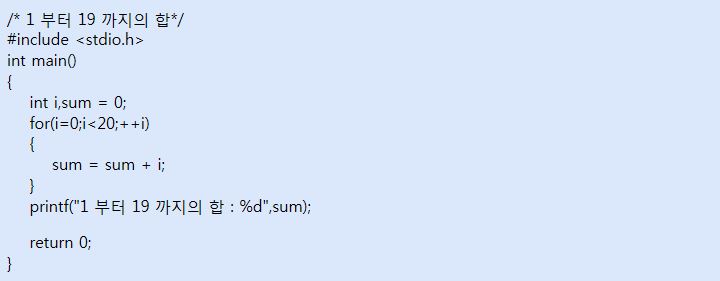 /* 1 부터 19 까지의 합*/
#include <stdio.h>
int main()
{
int i,sum = 0;
for(i=0;i<20;++i)
{
sum = sum + i;
}
printf("1 부터 19 까지의 합 : %d",sum);
return 0;
}